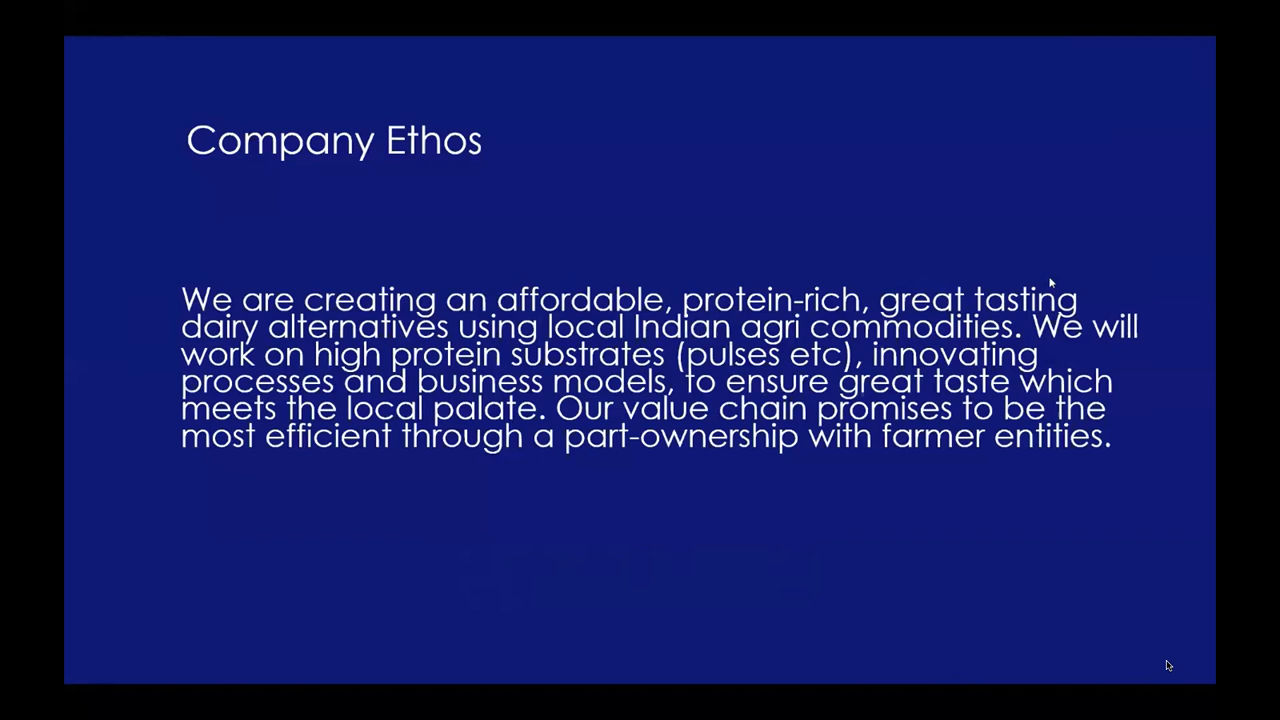 Company Ethos
We are creating an affordable, protein-rich, great tasting
dairy alternatives using local Indian agri commodities. We will
work on high protein substrates (pulses etc), innovating
processes and business models, to ensure great taste which
meets the local palate. Our value chain promises to be the
most efficient through a part-ownership with farmer entities.